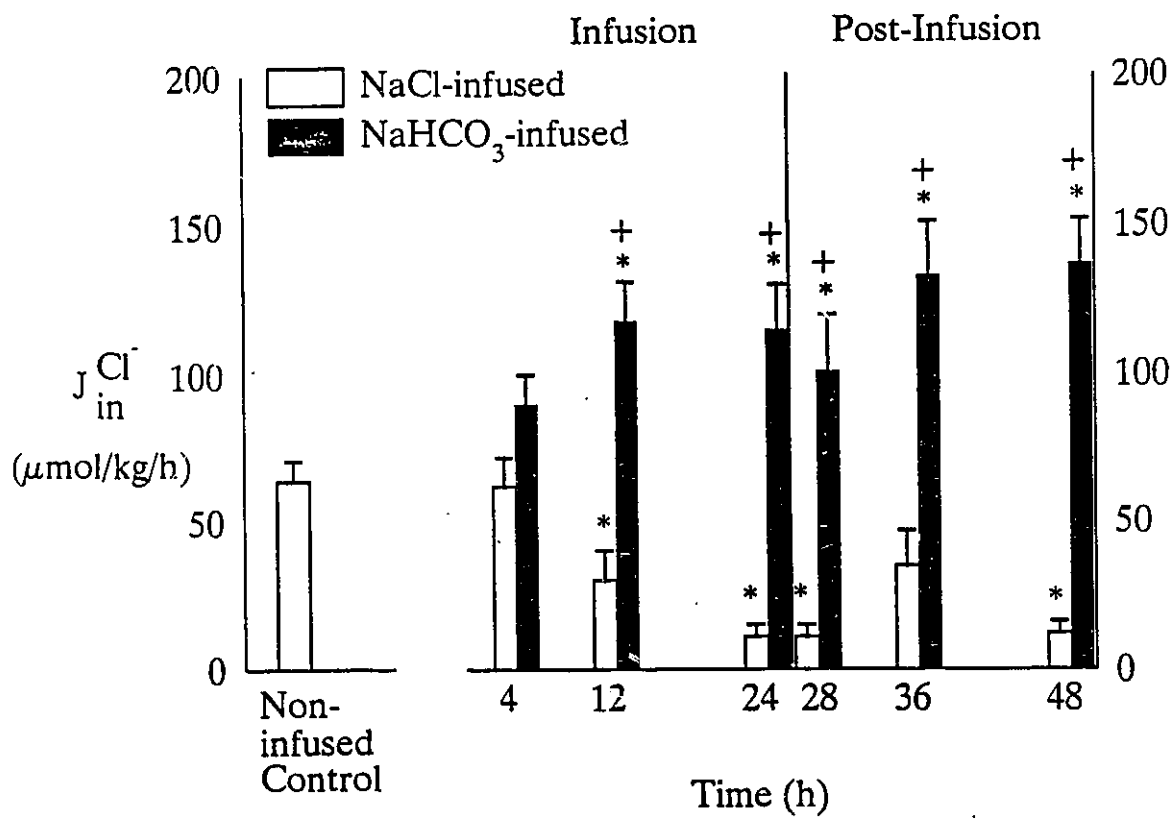 Infusion Post-Infusion
NaCl-infused
NaHCO₃-infused
200 200
150 150
100 100
50 50
0 0
J Cl⁻ in
(μmol/kg/h)
+ + + + +
* * * * *
* * * *
Non-infused Control
4 12 24 28 36 48
Time (h)